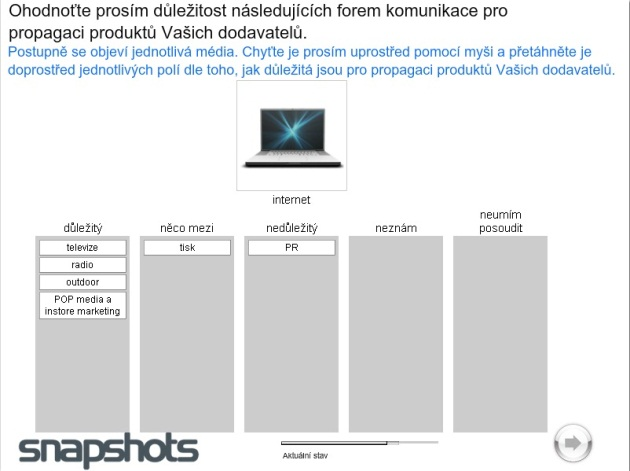 Ohodnoťte prosím důležitost následujících forem komunikace pro
propagaci produktů Vašich dodavatelů.
Postupně se objeví jednotlivá média. Chyťte je prosím uprostřed pomocí myši a přetáhněte je
doprostřed jednotlivých polí dle toho, jak důležitá jsou pro propagaci produktů Vašich dodavatelů.
internet
důležitý
něco mezi
nedůležitý
neznám
neumím
posoudit
televize
tisk
PR
radio
outdoor
POP media a
instore marketing
snapshots
Aktuální stav